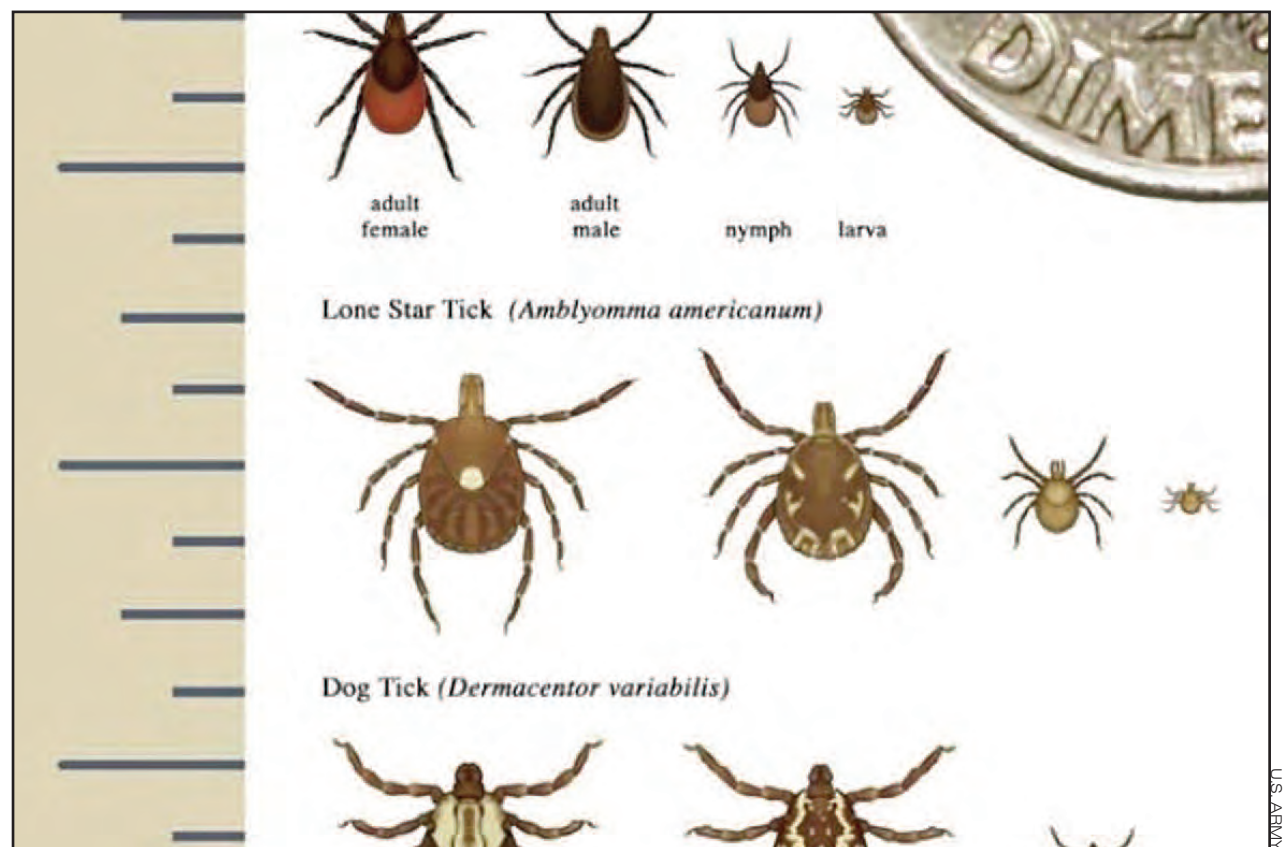 DIME
adult
female
adult
male
nymph
larva
Lone Star Tick (Amblyomma americanum)
Dog Tick (Dermacentor variabilis)
U.S. ARMY